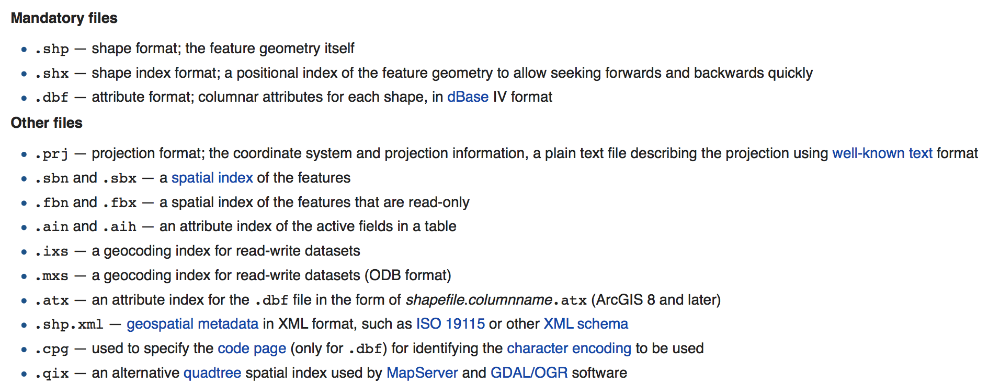 Mandatory files
• .shp — shape format; the feature geometry itself
• .shx — shape index format; a positional index of the feature geometry to allow seeking forwards and backwards quickly
• .dbf — attribute format; columnar attributes for each shape, in dBase IV format
Other files
• .prj — projection format; the coordinate system and projection information, a plain text file describing the projection using well-known text format
• .sbn and .sbx — a spatial index of the features
• .fbn and .fbx — a spatial index of the features that are read-only
• .ain and .aih — an attribute index of the active fields in a table
• .ixs — a geocoding index for read-write datasets
• .mxs — a geocoding index for read-write datasets (ODB format)
• .atx — an attribute index for the .dbf file in the form of shapefile.columnname.atx (ArcGIS 8 and later)
• .shp.xml — geospatial metadata in XML format, such as ISO 19115 or other XML schema
• .cpg — used to specify the code page (only for .dbf) for identifying the character encoding to be used
• .qix — an alternative quadtree spatial index used by MapServer and GDAL/OGR software